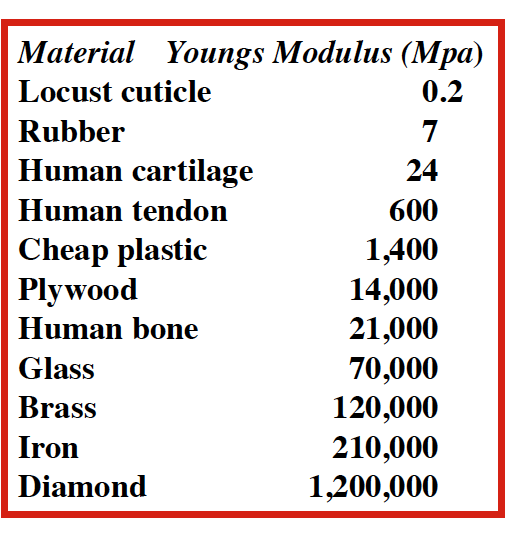 Material Youngs Modulus (Mpa)
Locust cuticle 0.2
Rubber 7
Human cartilage 24
Human tendon 600
Cheap plastic 1,400
Plywood 14,000
Human bone 21,000
Glass 70,000
Brass 120,000
Iron 210,000
Diamond 1,200,000